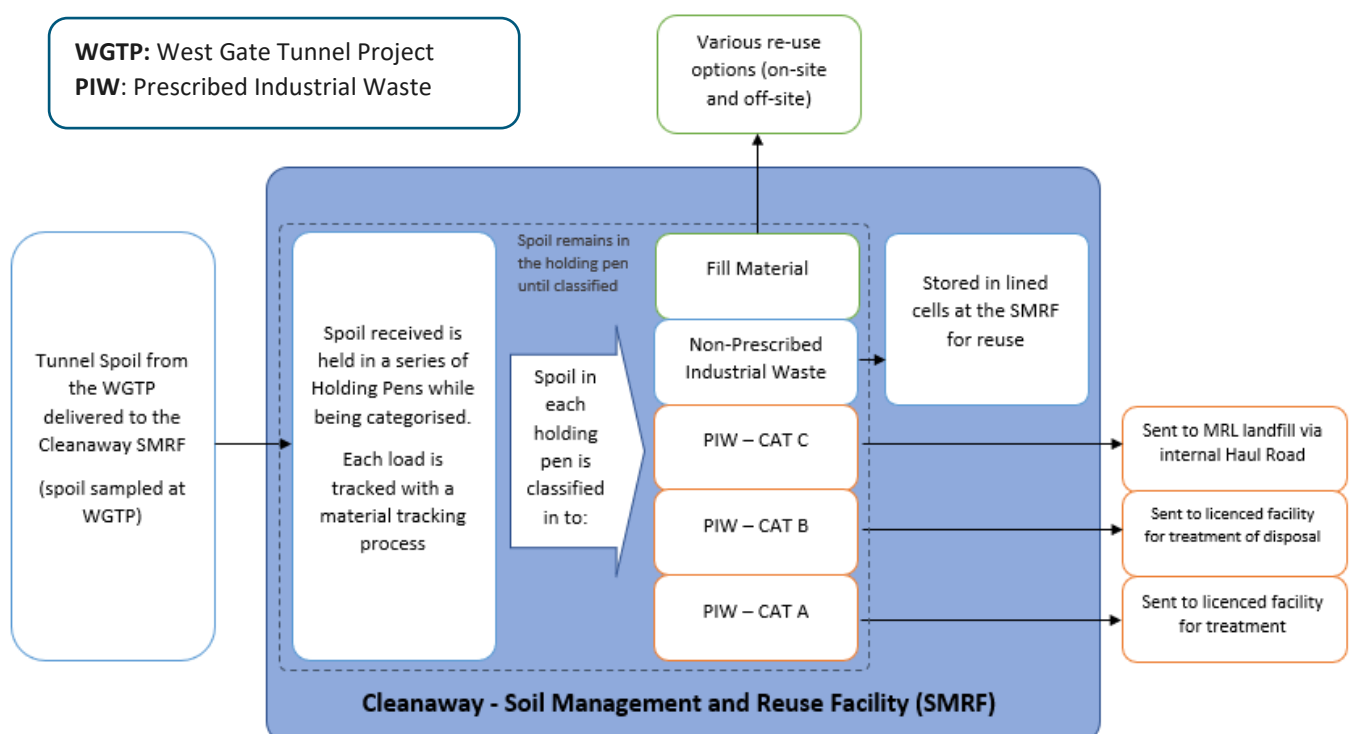 WGTP: West Gate Tunnel Project
PIW: Prescribed Industrial Waste
Various re-use
options (on-site
and off-site)
Tunnel Spoil from
the WGTP
delivered to the
Cleanaway SMRF
(spoil sampled at
WGTP)
Spoil received is
held in a series of
Holding Pens while
being categorised.
Each load is
tracked with a
material tracking
process
Spoil remains in
the holding pen
until classified
Spoil in
each
holding
pen is
classified
in to:
Fill Material
Non-Prescribed
Industrial Waste
PIW – CAT C
PIW – CAT B
PIW – CAT A
Stored in lined
cells at the SMRF
for reuse
Sent to MRL landfill via
internal Haul Road
Sent to licenced facility
for treatment of disposal
Sent to licenced facility
for treatment
Cleanaway - Soil Management and Reuse Facility (SMRF)